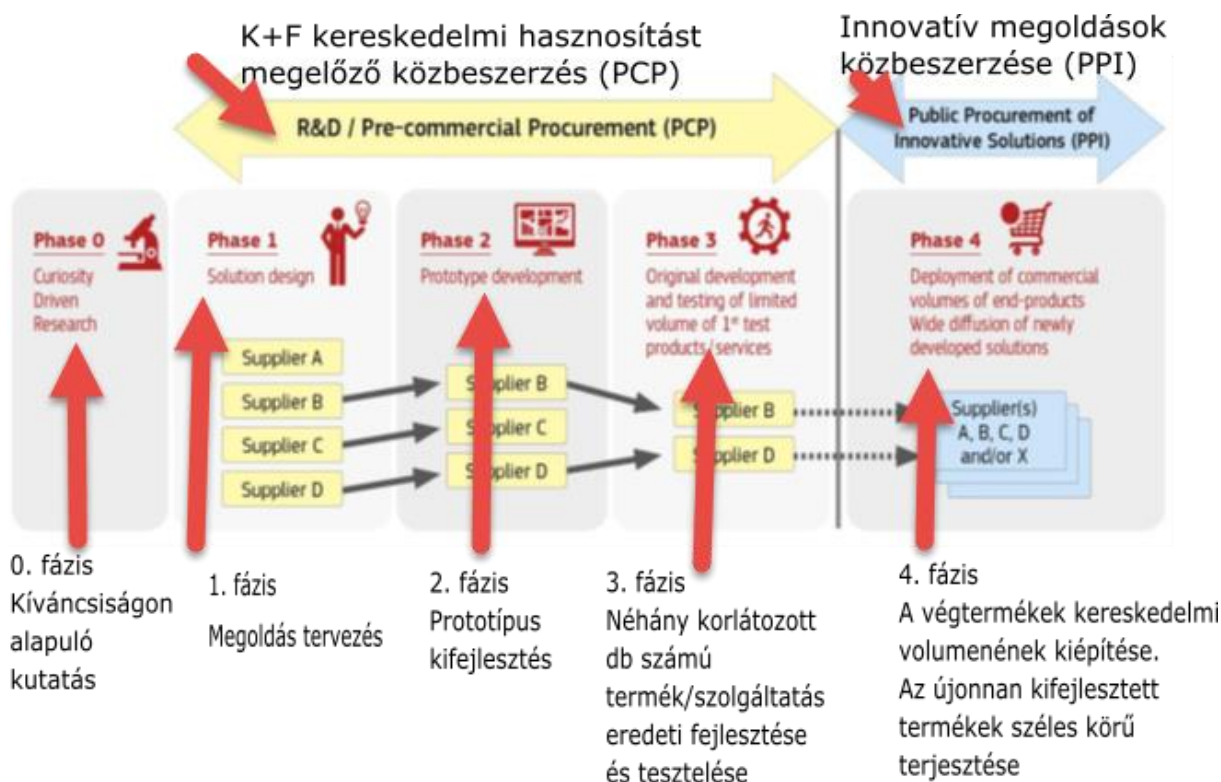 K+F kereskedelmi hasznosítást
megelőző közbeszerzés (PCP)
Innovatív megoldások
közbeszerzése (PPI)
R&D / Pre-commercial Procurement (PCP)
Public Procurement of
Innovative Solutions (PPI)
Phase 0
Curiosity
Driven
Research
Phase 1
Solution design
Supplier A
Supplier B
Supplier C
Supplier D
Phase 2
Prototype development
Supplier B
Supplier C
Supplier D
Phase 3
Original development
and testing of limited
volume of 1st test
products/services
Supplier B
Supplier D
Phase 4
Deployment of commercial
volumes of end-products
Wide diffusion of newly
developed solutions
Supplier(s)
A, B, C, D
and/or X
0. fázis
Kíváncsiságon
alapuló
kutatás
1. fázis
Megoldás tervezés
2. fázis
Prototípus
kifejlesztés
3. fázis
Néhány korlátozott
db számú
termék/szolgáltatás
eredeti fejlesztése
és tesztelése
4. fázis
A végtermékek kereskedelmi
volumenének kiépítése.
Az újonnan kifejlesztett
termékek széles körű
terjesztése